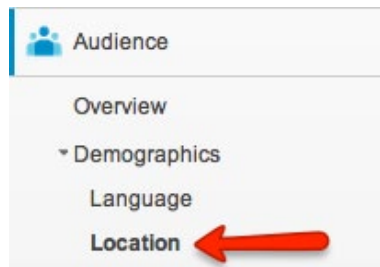 Audience
Overview
Demographics
Language
Location